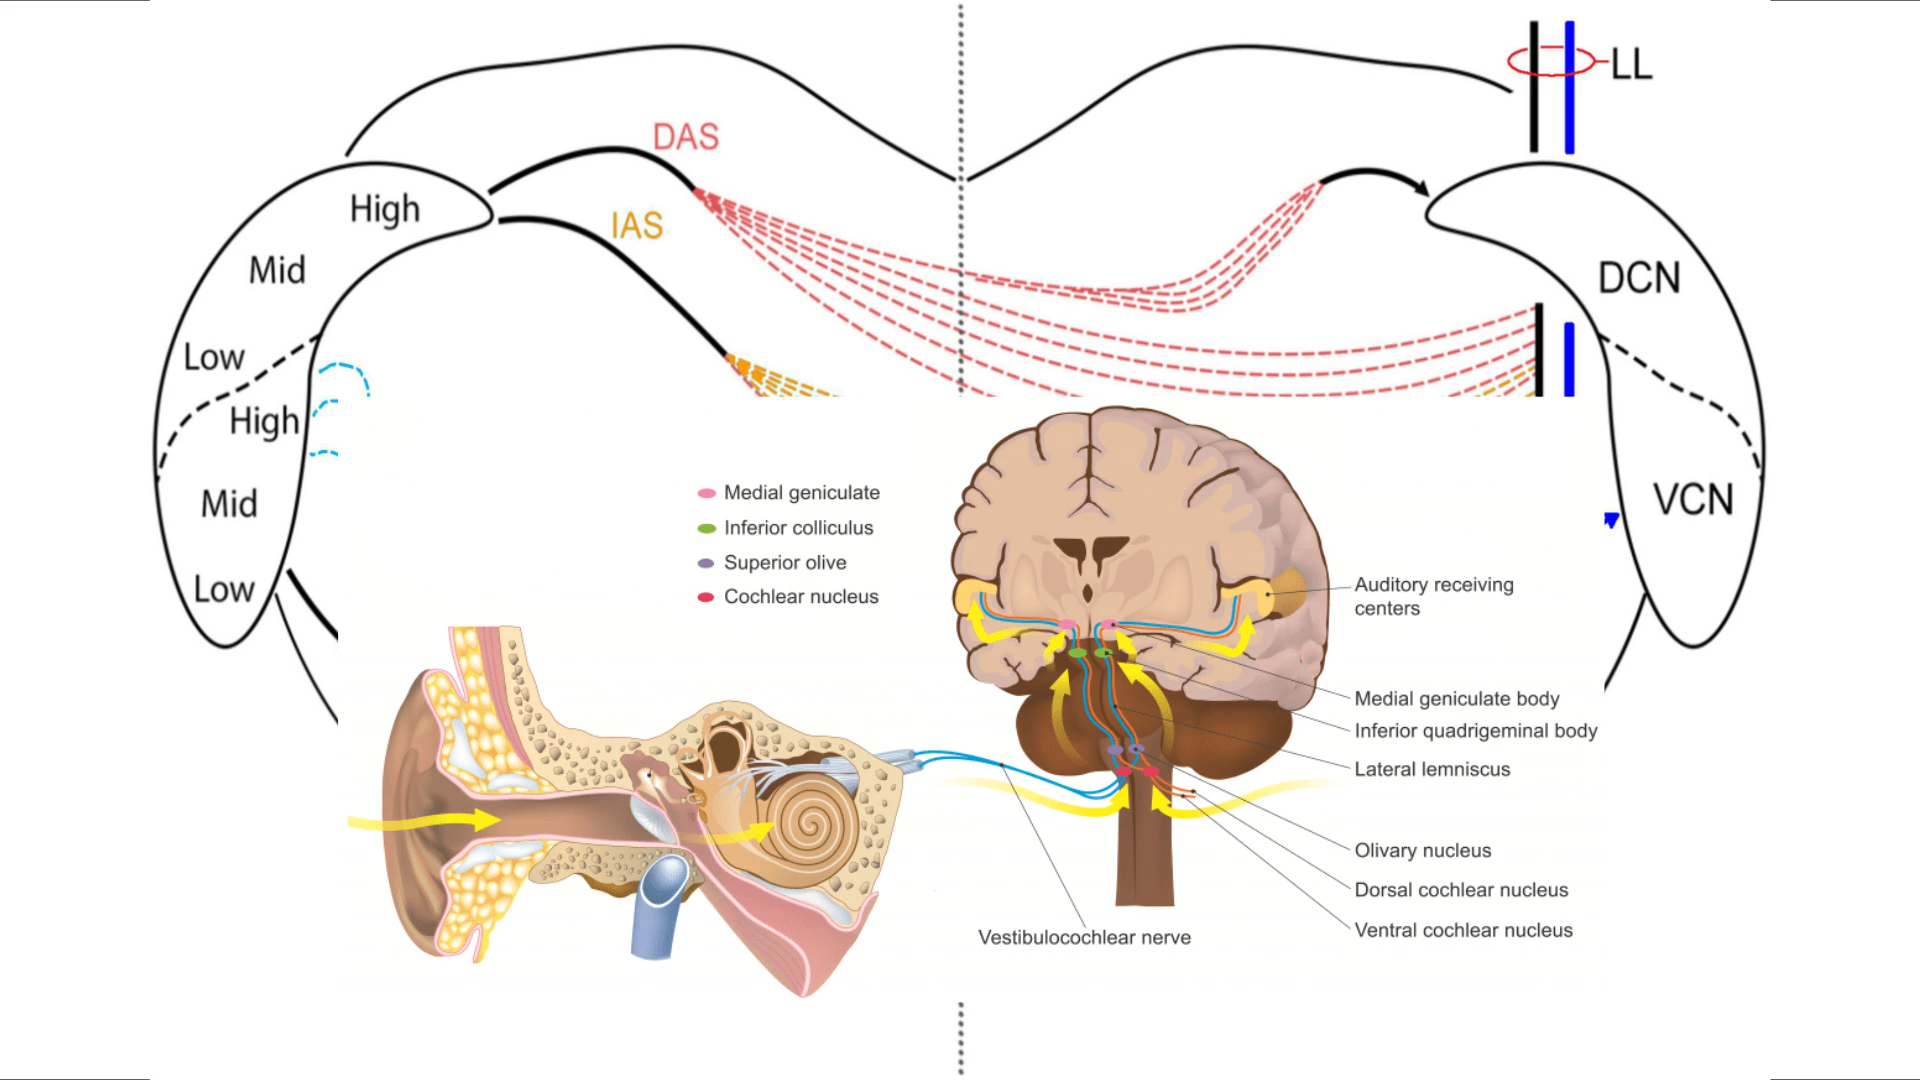 LL
DAS
High
IAS
Mid
DCN
Low
High
Medial geniculate
Mid
VCN
Inferior colliculus
Superior olive
Low
Cochlear nucleus
Auditory receiving
centers
Medial geniculate body
Inferior quadrigeminal body
Lateral lemniscus
Olivary nucleus
Dorsal cochlear nucleus
Ventral cochlear nucleus
Vestibulocochlear nerve